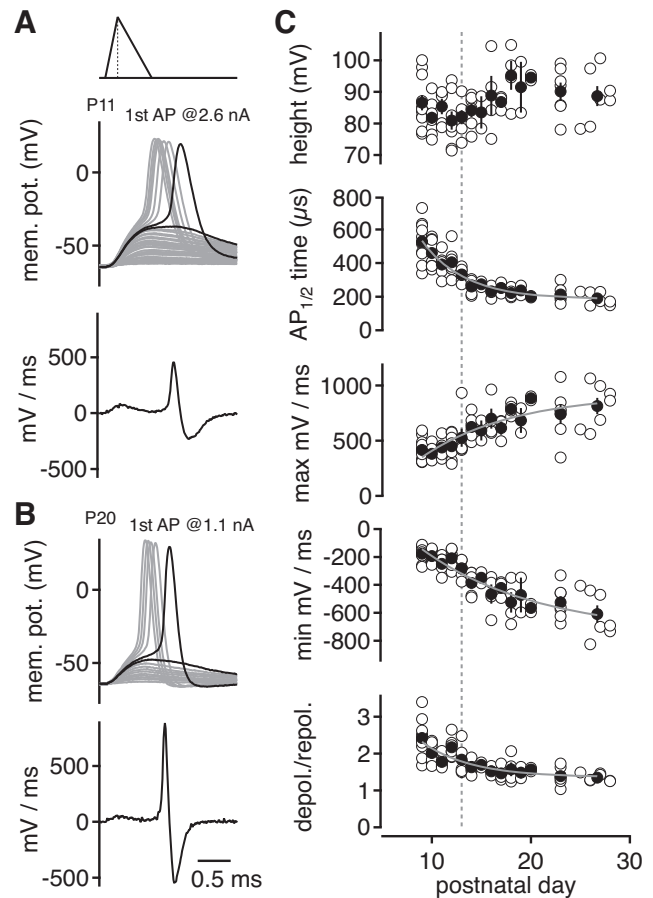 A
P11 1st AP @2.6 nA
mem. pot. (mV)
0
-50
mV / ms
500
0
-500
B
P20 1st AP @1.1 nA
mem. pot. (mV)
0
-50
mV / ms
500
0
-500
0.5 ms
C
height (mV)
100
90
80
70
AP1/2 time (µs)
800
600
400
200
0
max mV / ms
1000
500
0
min mV / ms
0
-200
-400
-600
-800
depol./repol.
3
2
1
0
10 20 30
postnatal day